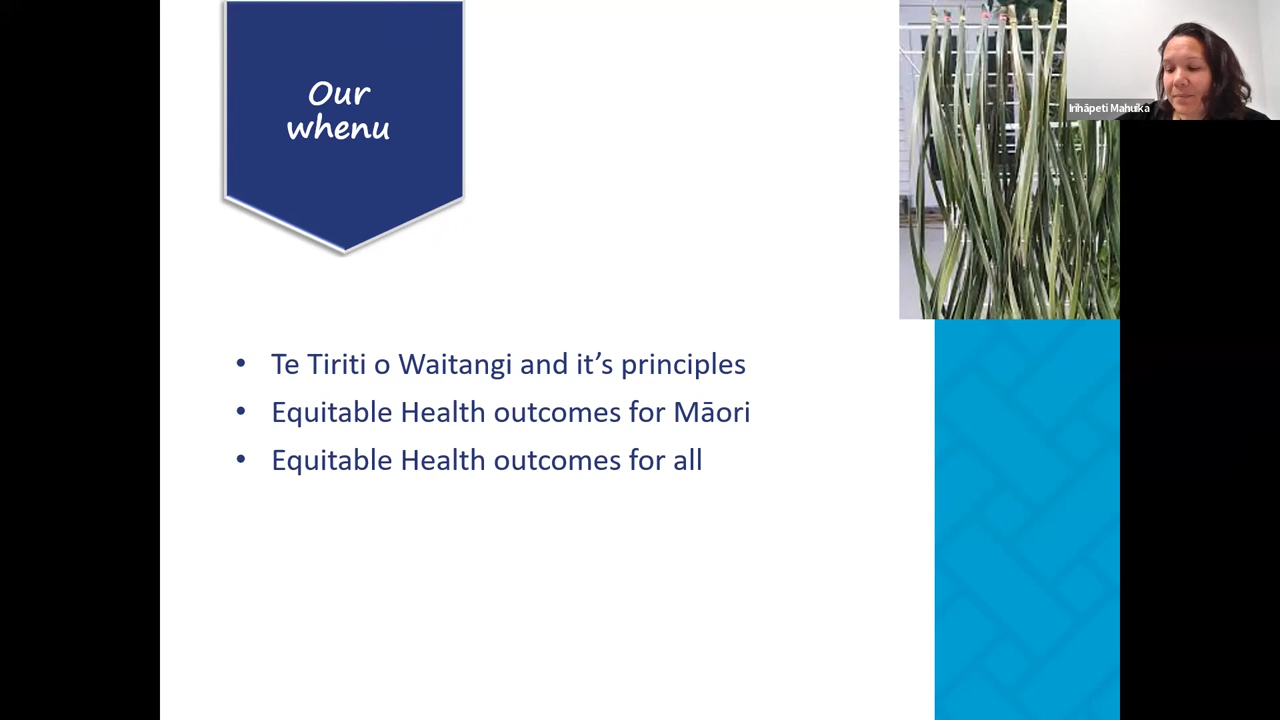 Our
whenu
Irihāpeti Mahuika
• Te Tiriti o Waitangi and it’s principles
• Equitable Health outcomes for Māori
• Equitable Health outcomes for all